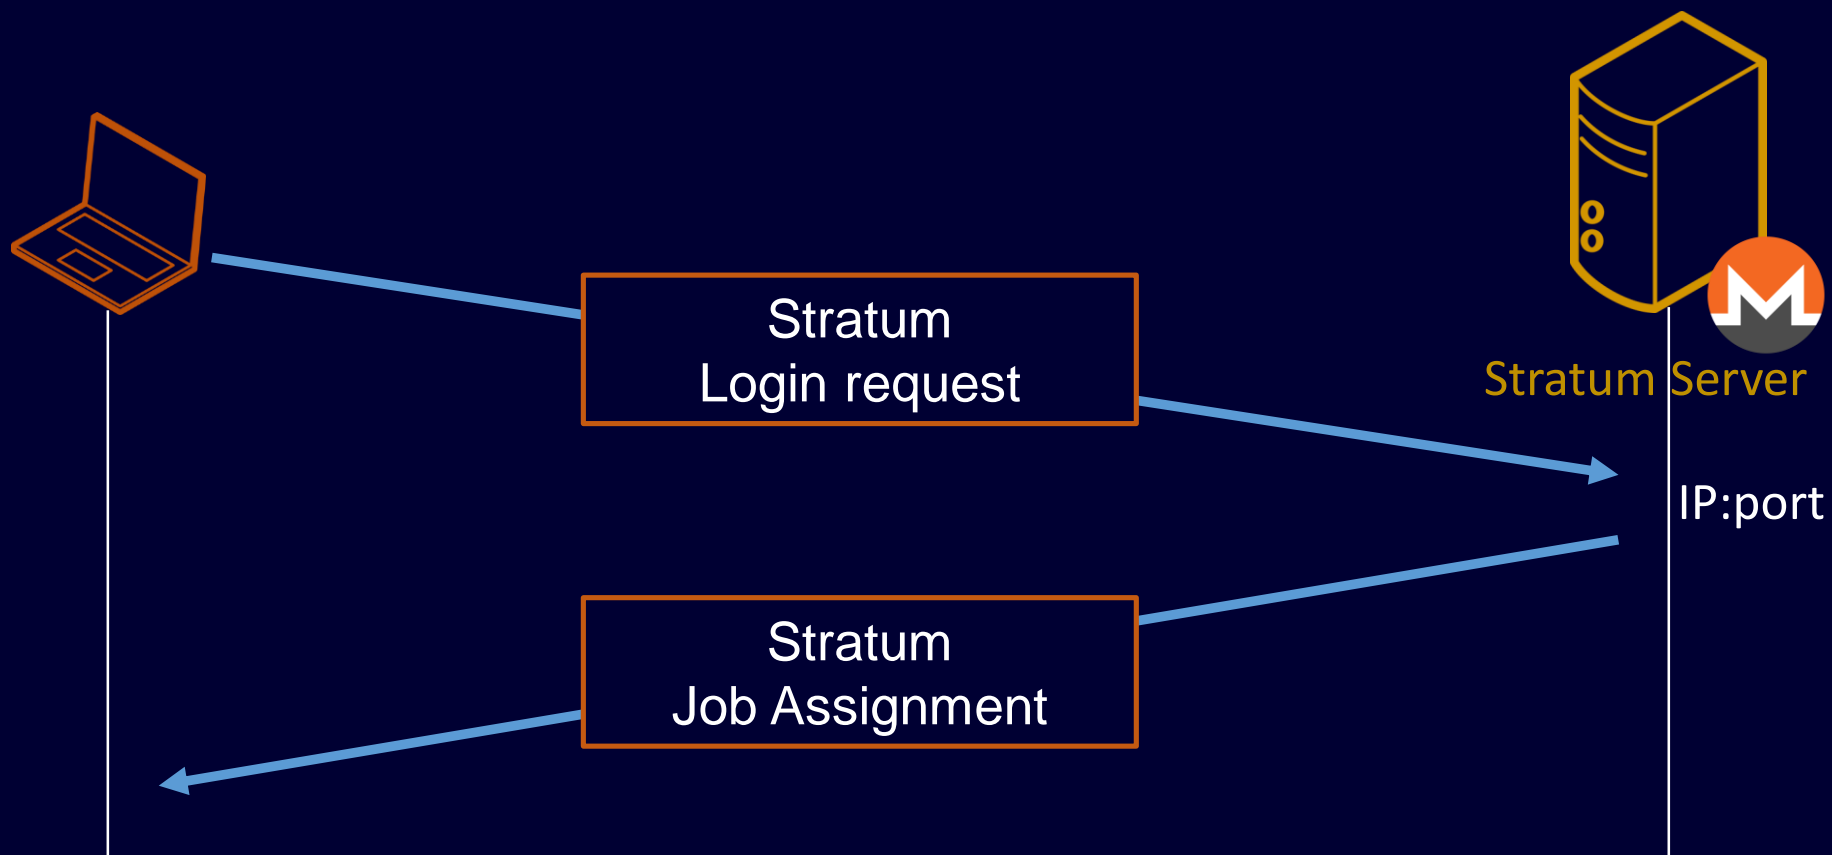 Stratum
Login request
Stratum Server
IP:port
Stratum
Job Assignment